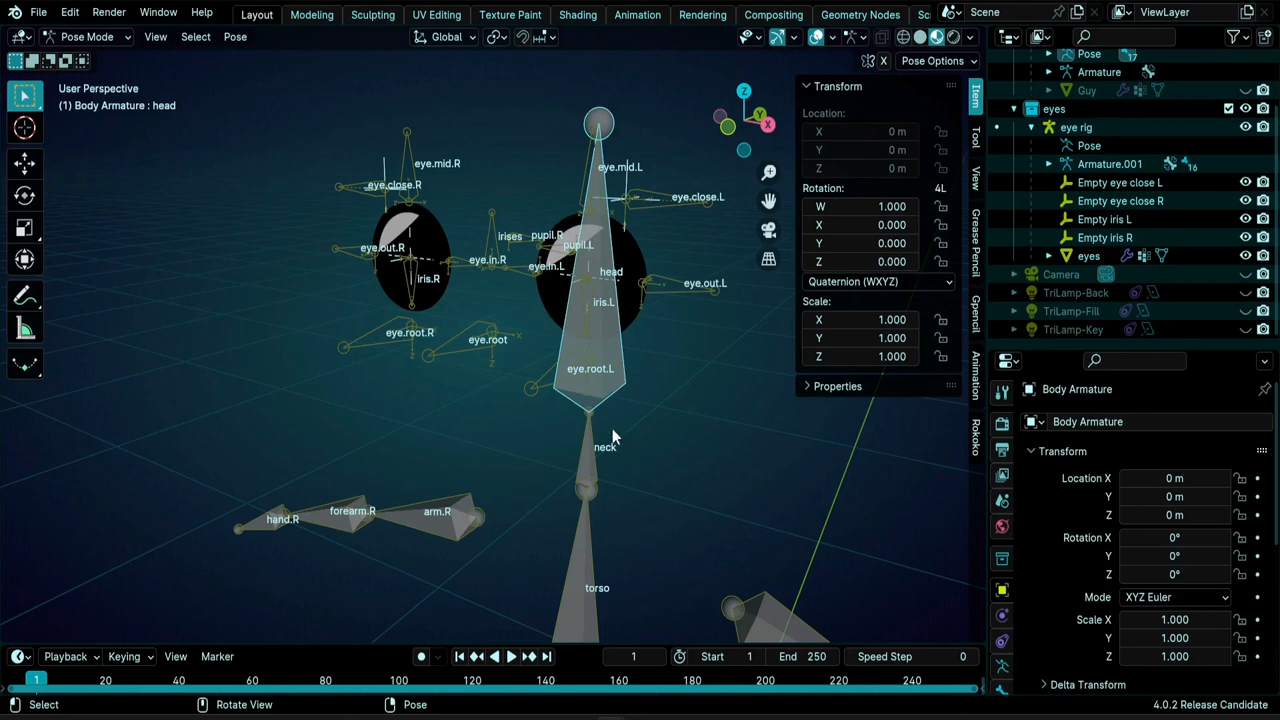 File Edit Render Window Help Layout Modeling Sculpting UV Editing Texture Paint Shading Animation Rendering Compositing Geometry Nodes Sc Scene ViewLayer
Pose Mode View Select Pose Global
X Pose Options
User Perspective
(1) Body Armature : head
Z
Y
X
eye.mid.R
eye.close.R
eye.out.R
iris.R
irises
pupil.R
pupil.L
eye.in.R
eye.in.L
eye.mid.L
eye.close.L
head
iris.L
eye.out.L
eye.root.R
eye.root
eye.root.L
neck
hand.R
forearm.R
arm.R
torso
Transform
Location:
X 0 m
Y 0 m
Z 0 m
Rotation: 4L
W 1.000
X 0.000
Y 0.000
Z 0.000
Quaternion (WXYZ)
Scale:
X 1.000
Y 1.000
Z 1.000
Properties
Item
Tool
View
Grease Pencil
Gpencil
Animation
Rokoko
Pose 17
Armature
Guy
eyes
eye rig
Pose
Armature.001 16
Empty eye close L
Empty eye close R
Empty iris L
Empty iris R
eyes
Camera
TriLamp-Back
TriLamp-Fill
TriLamp-Key
Body Armature
Body Armature
Transform
Location X 0 m
Y 0 m
Z 0 m
Rotation X 0°
Y 0°
Z 0°
Mode XYZ Euler
Scale X 1.000
Y 1.000
Z 1.000
Delta Transform
Playback Keying View Marker 1 Start 1 End 250 Speed Step 0
1 20 40 60 80 100 120 140 160 180 200 220 240
Select Rotate View Pose 4.0.2 Release Candidate